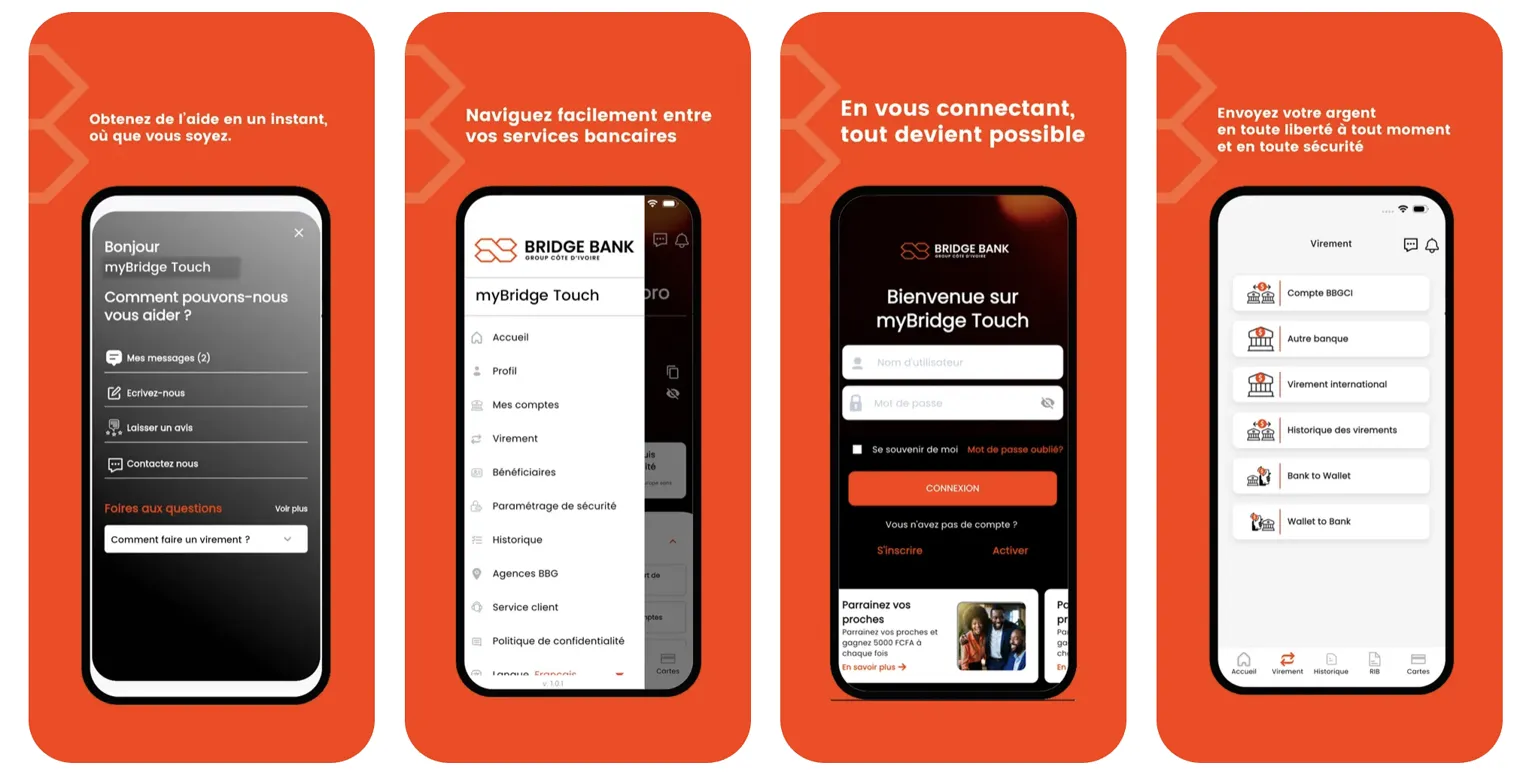 Obtenez de l'aide en un instant,
où que vous soyez.
Bonjour
myBridge Touch
Comment pouvons-nous
vous aider ?
Mes messages (2)
Ecrivez-nous
Laisser un avis
Contactez nous
Foires aux questions
Voir plus
Comment faire un virement ?
Naviguez facilement entre
vos services bancaires
BRIDGE BANK
GROUP CÔTE D'IVOIRE
myBridge Touch
Accueil
Profil
Mes comptes
Virement
Bénéficiaires
Paramétrage de sécurité
Historique
Agences BBG
Service client
Politique de confidentialité
Langue Français
v. 1.0.1
Cartes
En vous connectant,
tout devient possible
BRIDGE BANK
GROUP CÔTE D'IVOIRE
Bienvenue sur
myBridge Touch
Nom d'utilisateur
Mot de passe
Se souvenir de moi
Mot de passe oublié?
CONNEXION
Vous n'avez pas de compte ?
S'inscrire
Activer
Parrainez vos
proches
Parrainez vos proches et
gagnez 5000 FCFA à
chaque fois
En savoir plus
Envoyez votre argent
en toute liberté à tout moment
et en toute sécurité
Virement
Compte BBGCI
Autre banque
Virement international
Historique des virements
Bank to Wallet
Wallet to Bank
Accueil
Virement
Historique
RIB
Cartes